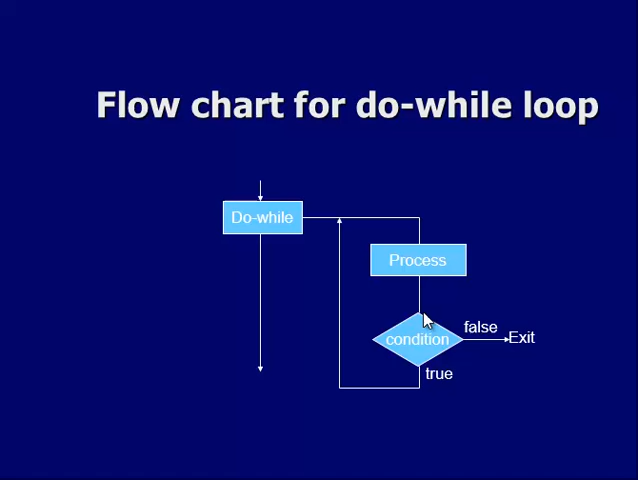 Flow chart for do-while loop
Do-while
Process
condition
false
Exit
true